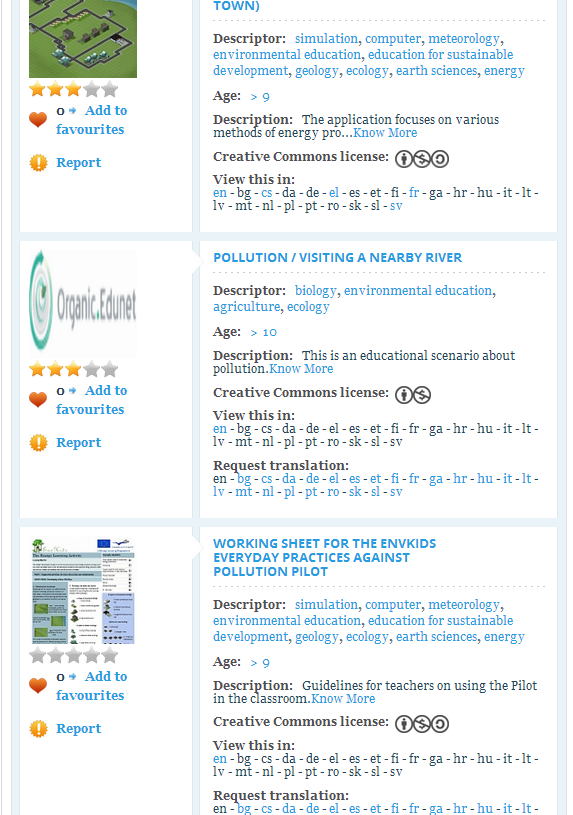 TOWN)
Descriptor: simulation, computer, meteorology,
environmental education, education for sustainable
development, geology, ecology, earth sciences, energy
Age: > 9
0 Add to
favourites
Description: The application focuses on various
methods of energy pro...Know More
Report
Creative Commons license:
View this in:
en - bg - cs - da - de - el - es - et - fi - fr - ga - hr - hu - it - lt -
lv - mt - nl - pl - pt - ro - sk - sl - sv
POLLUTION / VISITING A NEARBY RIVER
Organic.Edunet
Descriptor: biology, environmental education,
agriculture, ecology
Age: > 10
Description: This is an educational scenario about
pollution.Know More
0 Add to
favourites
Creative Commons license:
View this in:
en - bg - cs - da - de - el - es - et - fi - fr - ga - hr - hu - it - lt -
lv - mt - nl - pl - pt - ro - sk - sl - sv
Report
Request translation:
en - bg - cs - da - de - el - es - et - fi - fr - ga - hr - hu - it - lt -
lv - mt - nl - pl - pt - ro - sk - sl - sv
WORKING SHEET FOR THE ENVKIDS
EVERYDAY PRACTICES AGAINST
POLLUTION PILOT
Descriptor: simulation, computer, meteorology,
environmental education, education for sustainable
development, geology, ecology, earth sciences, energy
Age: > 9
0 Add to
favourites
Description: Guidelines for teachers on using the Pilot
in the classroom.Know More
Report
Creative Commons license:
View this in:
en - bg - cs - da - de - el - es - et - fi - fr - ga - hr - hu - it - lt -
lv - mt - nl - pl - pt - ro - sk - sl - sv
Request translation:
en - bg - cs - da - de - el - es - et - fi - fr - ga - hr - hu - it - lt -